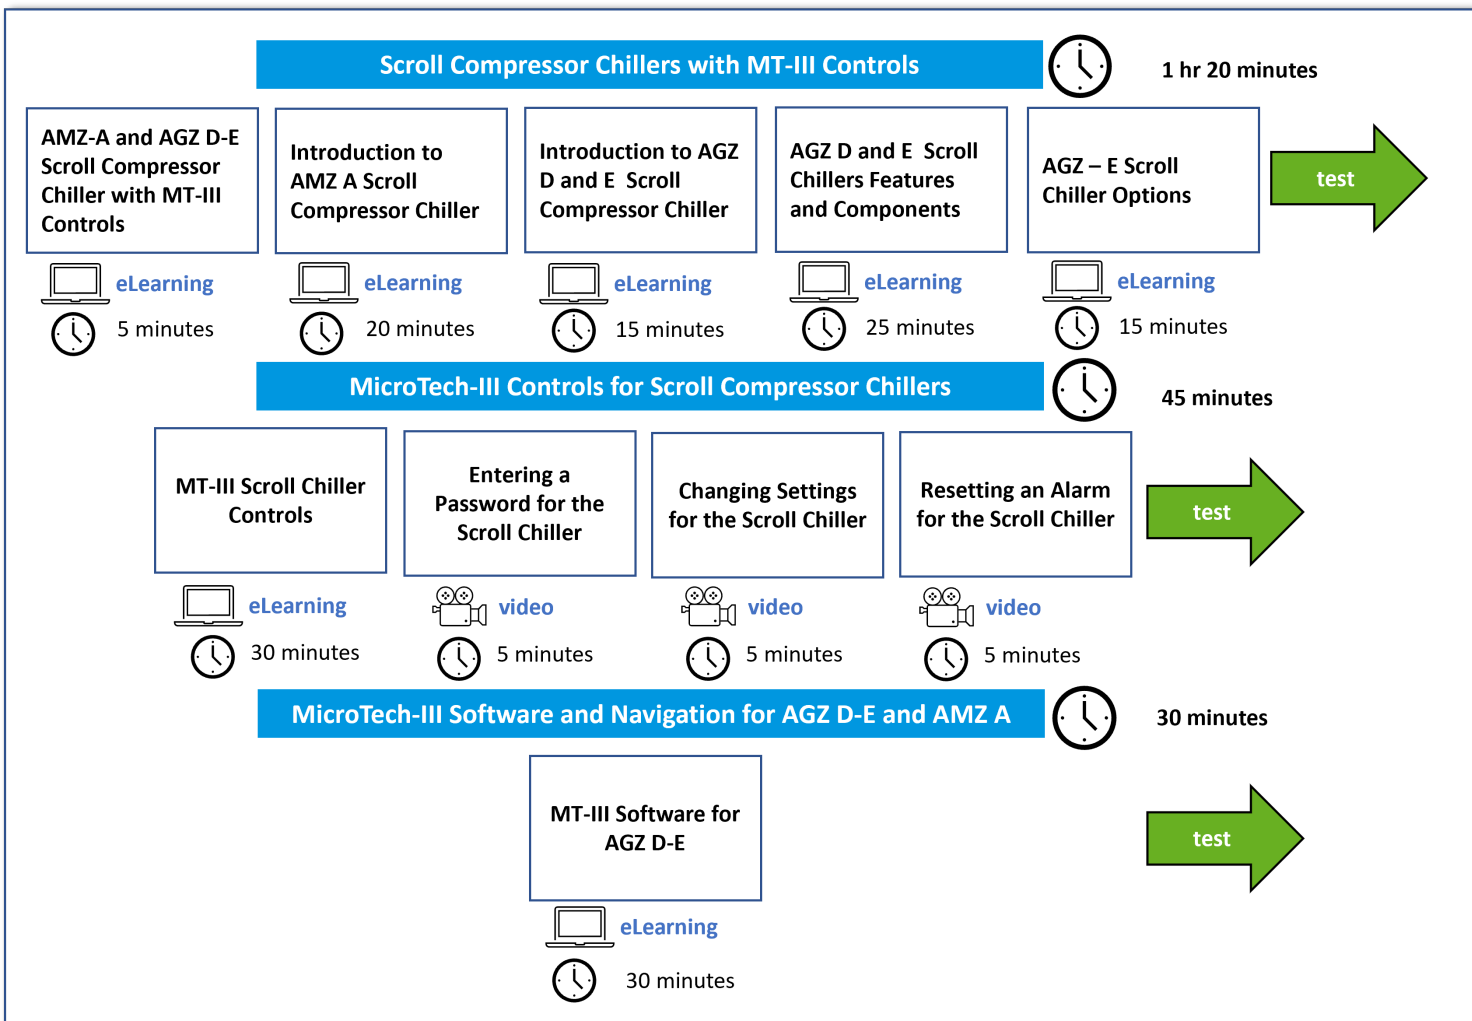 Scroll Compressor Chillers with MT-III Controls
1 hr 20 minutes
AMZ-A and AGZ D-E
Scroll Compressor
Chiller with MT-III
Controls
Introduction to
AMZ A Scroll
Compressor Chiller
Introduction to AGZ
D and E Scroll
Compressor Chiller
AGZ D and E Scroll
Chillers Features
and Components
AGZ – E Scroll
Chiller Options
test
eLearning
5 minutes
eLearning
20 minutes
eLearning
15 minutes
eLearning
25 minutes
eLearning
15 minutes
MicroTech-III Controls for Scroll Compressor Chillers
45 minutes
MT-III Scroll Chiller
Controls
Entering a
Password for the
Scroll Chiller
Changing Settings
for the Scroll Chiller
Resetting an Alarm
for the Scroll Chiller
test
eLearning
30 minutes
video
5 minutes
video
5 minutes
video
5 minutes
MicroTech-III Software and Navigation for AGZ D-E and AMZ A
30 minutes
MT-III Software for
AGZ D-E
test
eLearning
30 minutes